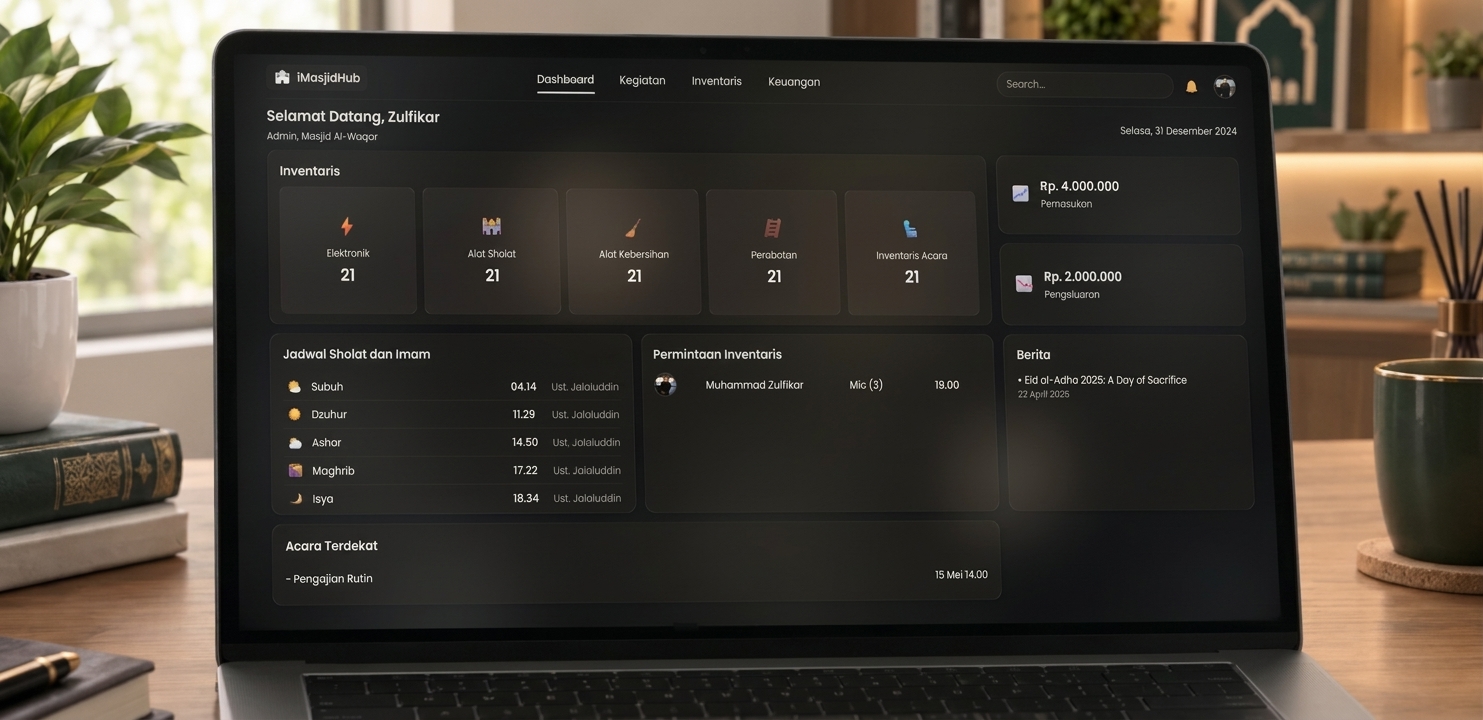 iMasjidHub
Dashboard Kegiatan Inventaris Keuangan
Search...
Selamat Datang, Zulfikar
Admin, Masjid Al-Waqor
Selasa, 31 Desember 2024
Inventaris
Elektronik
21
Alat Sholat
21
Alat Kebersihan
21
Perabotan
21
Inventaris Acara
21
Rp. 4.000.000
Pemasukon
Rp. 2.000.000
Pengsluaron
Jadwal Sholat dan Imam
Subuh 04.14 Ust. Jalaluddin
Dzuhur 11.29 Ust. Jalaluddin
Ashor 14.50 Ust. Jalaluddin
Maghrib 17.22 Ust. Jalaluddin
Isya 18.34 Ust. Jalaluddin
Permintaan Inventaris
Muhammad Zulfikar Mic (3) 19.00
Berita
• Eid al-Adha 2025: A Day of Sacrifice
22 April 2025
Acara Terdekat
- Pengajian Rutin 15 Mei 14.00